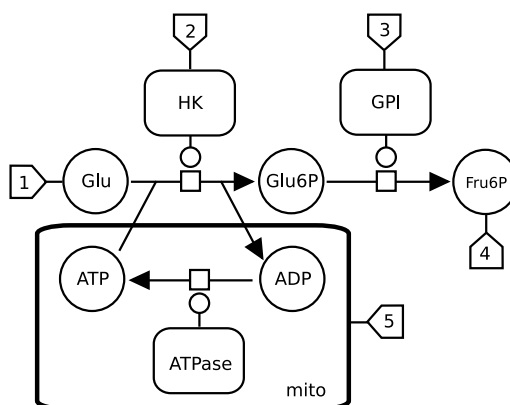 2
3
HK
GPI
1
Glu
Glu6P
Fru6P
4
ATP
ADP
5
ATPase
mito